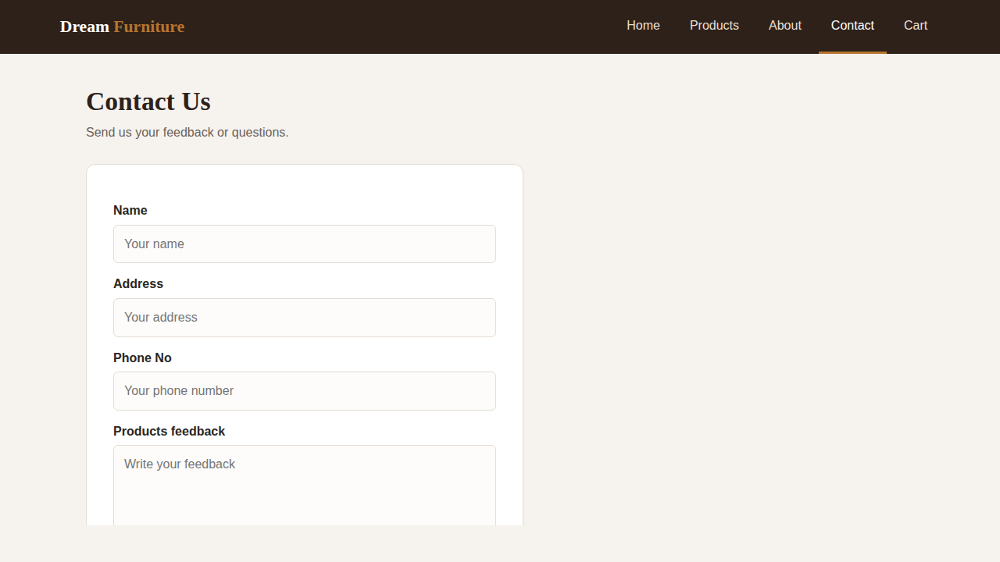 Dream Furniture
Home Products About Contact Cart
Contact Us
Send us your feedback or questions.
Name
Your name
Address
Your address
Phone No
Your phone number
Products feedback
Write your feedback